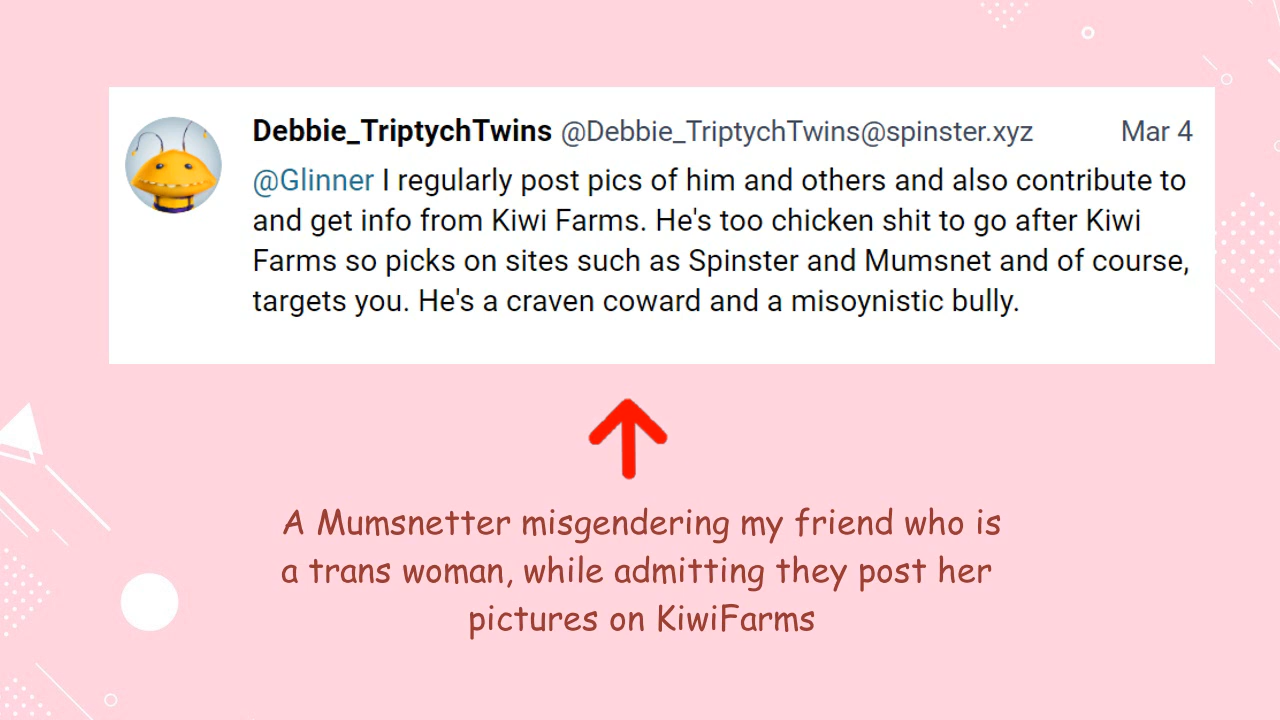 Debbie_TriptychTwins @Debbie_TriptychTwins@spinster.xyz Mar 4
@Glinner I regularly post pics of him and others and also contribute to
and get info from Kiwi Farms. He's too chicken shit to go after Kiwi
Farms so picks on sites such as Spinster and Mumsnet and of course,
targets you. He's a craven coward and a misoynistic bully.
A Mumsnetter misgendering my friend who is
a trans woman, while admitting they post her
pictures on KiwiFarms